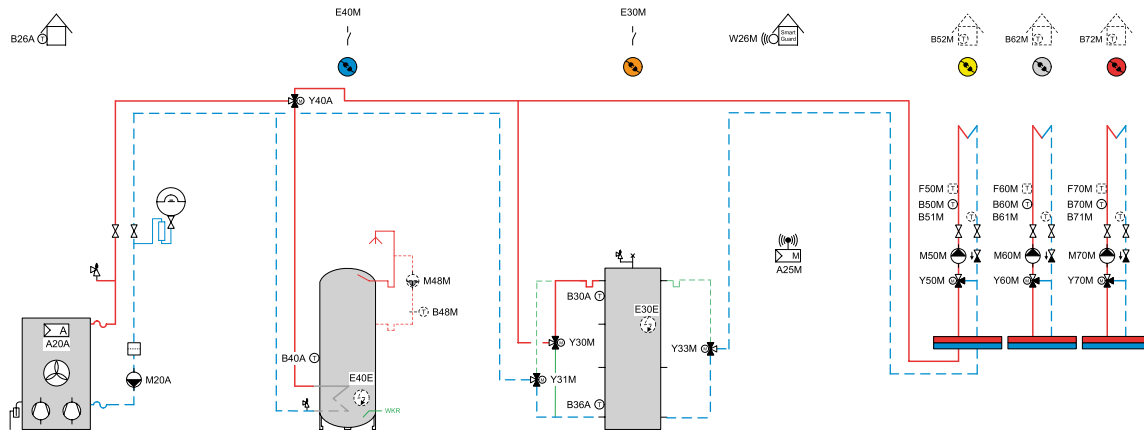 E40M
E30M
B26A T
W26M
Smart
Guard
B52M T
B62M T
B72M T
M Y40A
F50M T
B50M T
B51M T
F60M T
B60M T
B61M T
F70M T
B70M T
B71M T
M50M
M60M
M70M
Y50M M
Y60M M
Y70M M
M
A25M
M48M
T B48M
B30A T
E30E
A
A20A
M Y30M
Y33M M
B40A T
E40E
M20A
M Y31M
WKR
B36A T